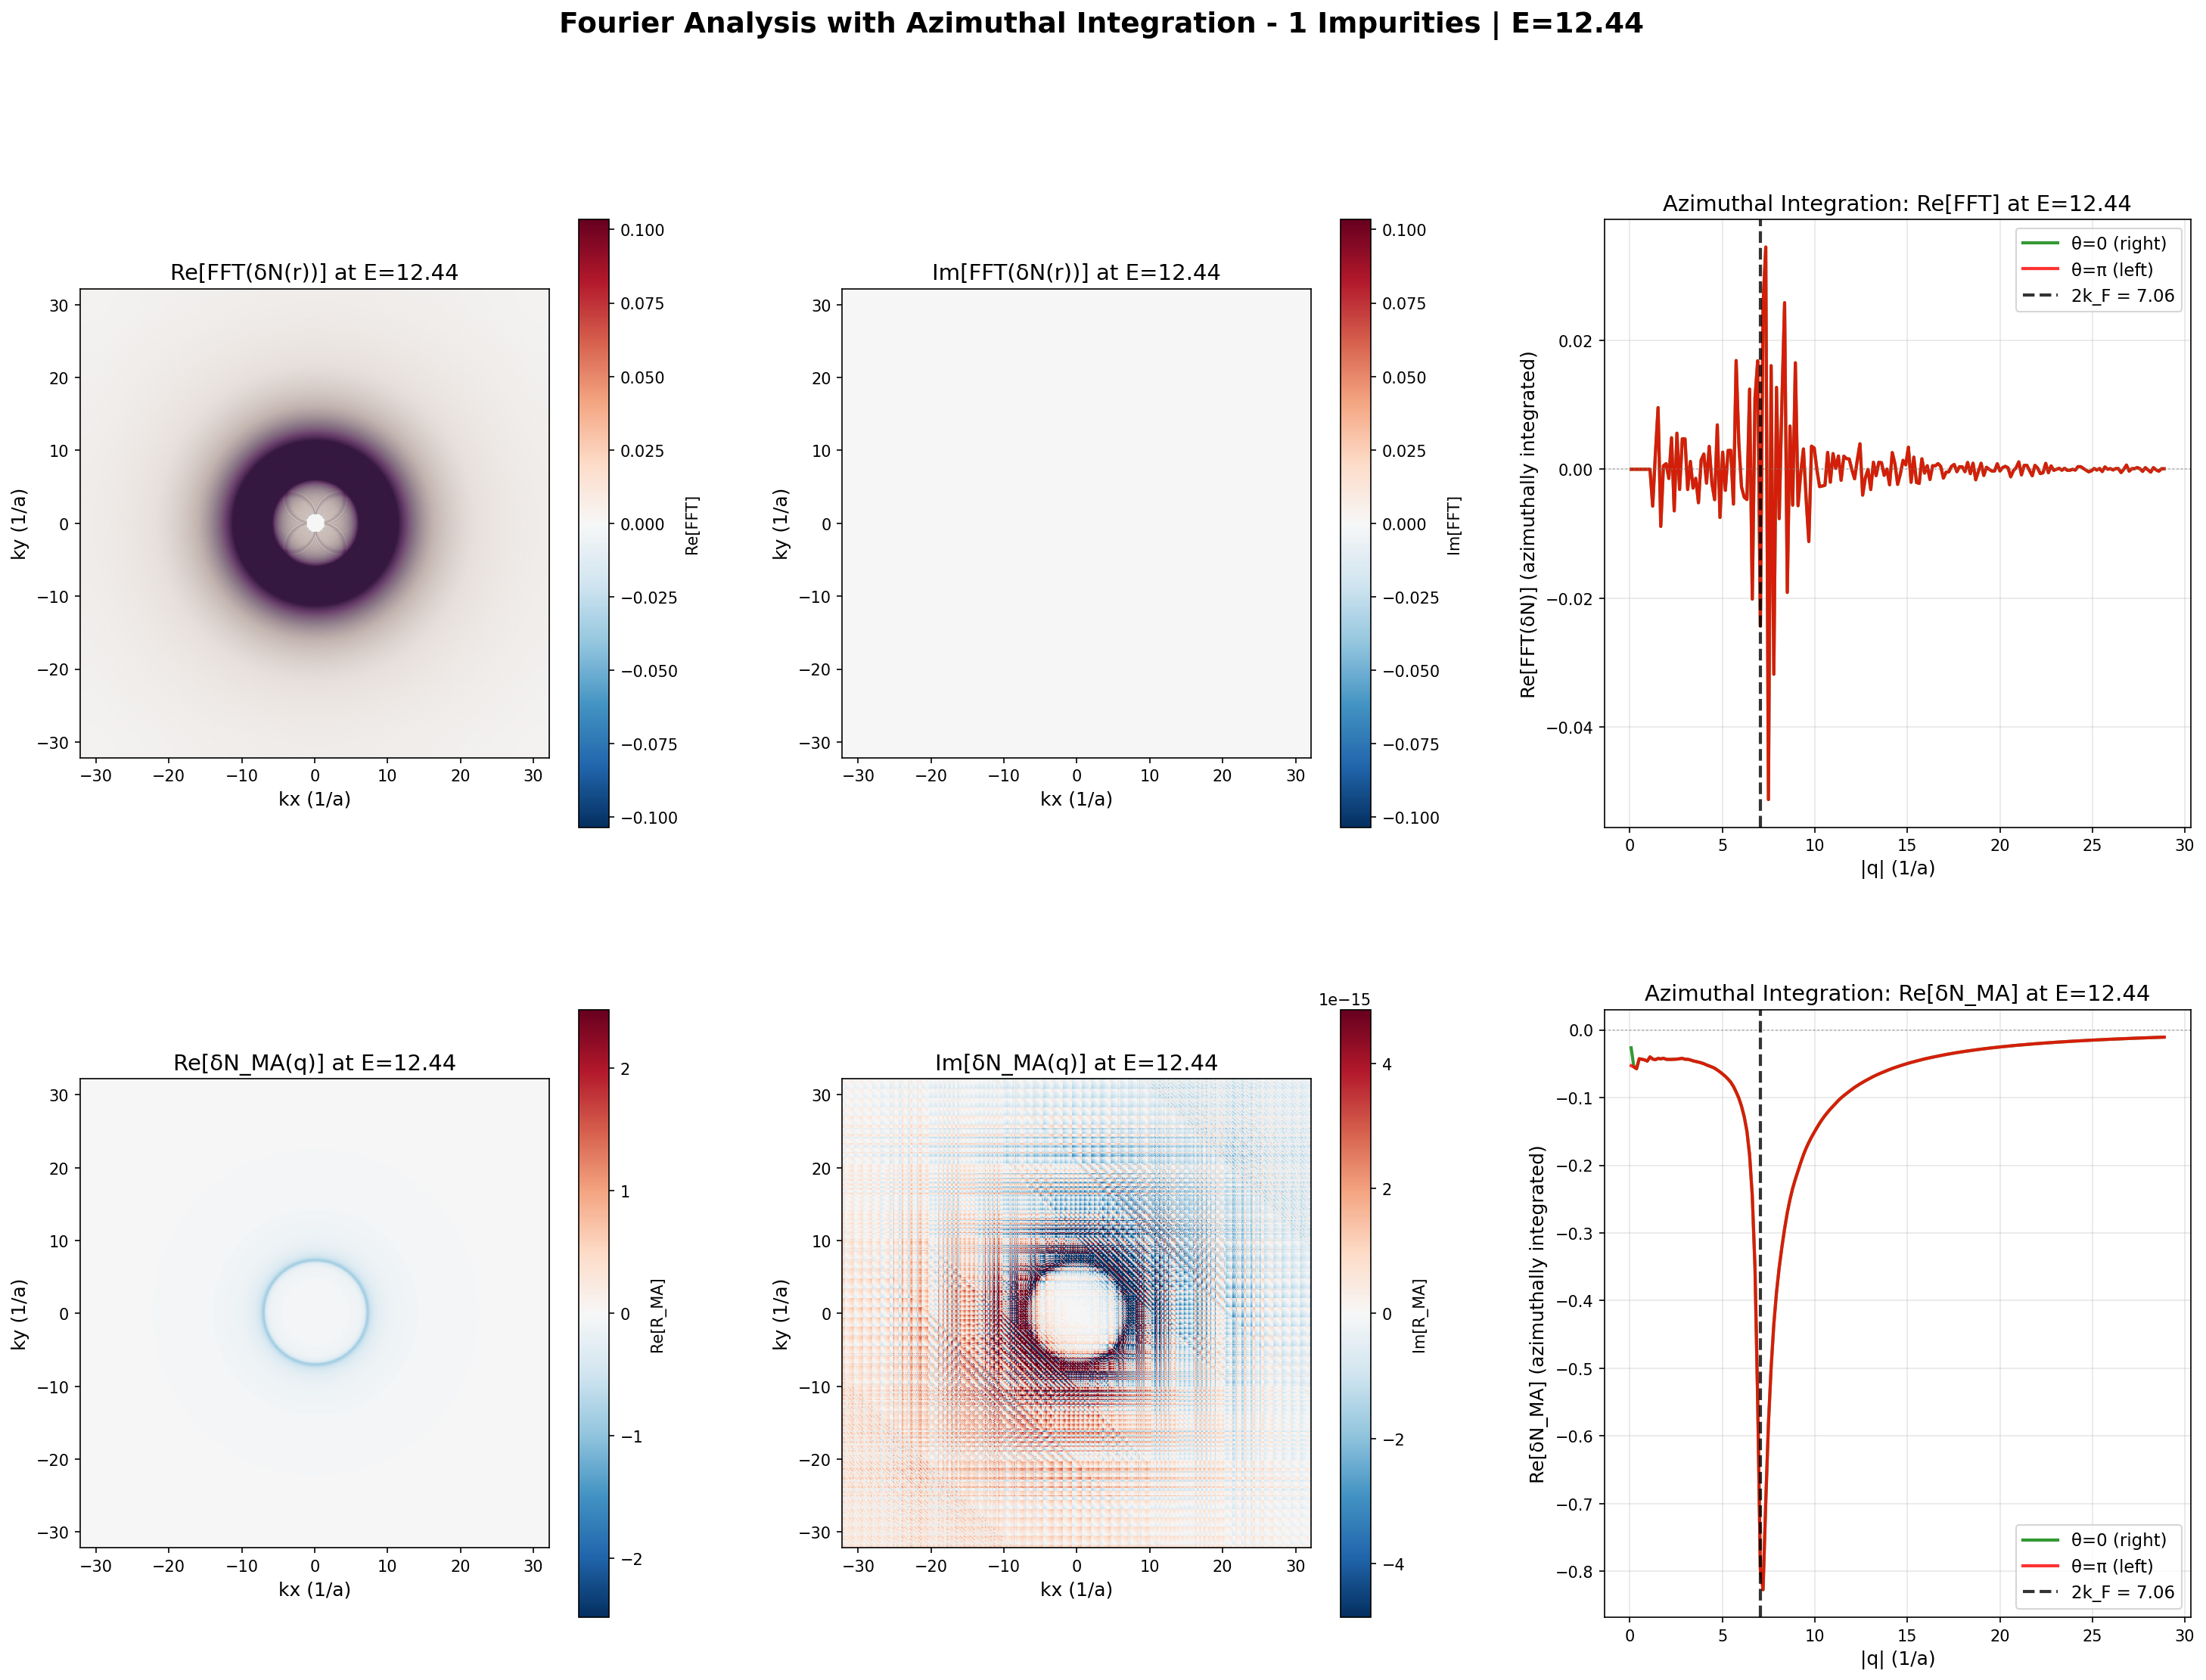 Fourier Analysis with Azimuthal Integration - 1 Impurities | E=12.44
Re[FFT(δN(r))] at E=12.44
30
20
10
0
−10
−20
−30
ky (1/a)
−30 −20 −10 0 10 20 30
kx (1/a)
0.100
0.075
0.050
0.025
0.000
−0.025
−0.050
−0.075
−0.100
Re[FFT]
Im[FFT(δN(r))] at E=12.44
30
20
10
0
−10
−20
−30
ky (1/a)
−30 −20 −10 0 10 20 30
kx (1/a)
0.100
0.075
0.050
0.025
0.000
−0.025
−0.050
−0.075
−0.100
Im[FFT]
Azimuthal Integration: Re[FFT] at E=12.44
θ=0 (right)
θ=π (left)
2k_F = 7.06
0.02
0.00
−0.02
−0.04
Re[FFT(δN)] (azimuthally integrated)
0 5 10 15 20 25 30
|q| (1/a)
Re[δN_MA(q)] at E=12.44
30
20
10
0
−10
−20
−30
ky (1/a)
−30 −20 −10 0 10 20 30
kx (1/a)
2
1
0
−1
−2
Re[R_MA]
Im[δN_MA(q)] at E=12.44
30
20
10
0
−10
−20
−30
ky (1/a)
−30 −20 −10 0 10 20 30
kx (1/a)
1e−15
4
2
0
−2
−4
Im[R_MA]
Azimuthal Integration: Re[δN_MA] at E=12.44
0.0
−0.1
−0.2
−0.3
−0.4
−0.5
−0.6
−0.7
−0.8
Re[δN_MA] (azimuthally integrated)
θ=0 (right)
θ=π (left)
2k_F = 7.06
0 5 10 15 20 25 30
|q| (1/a)